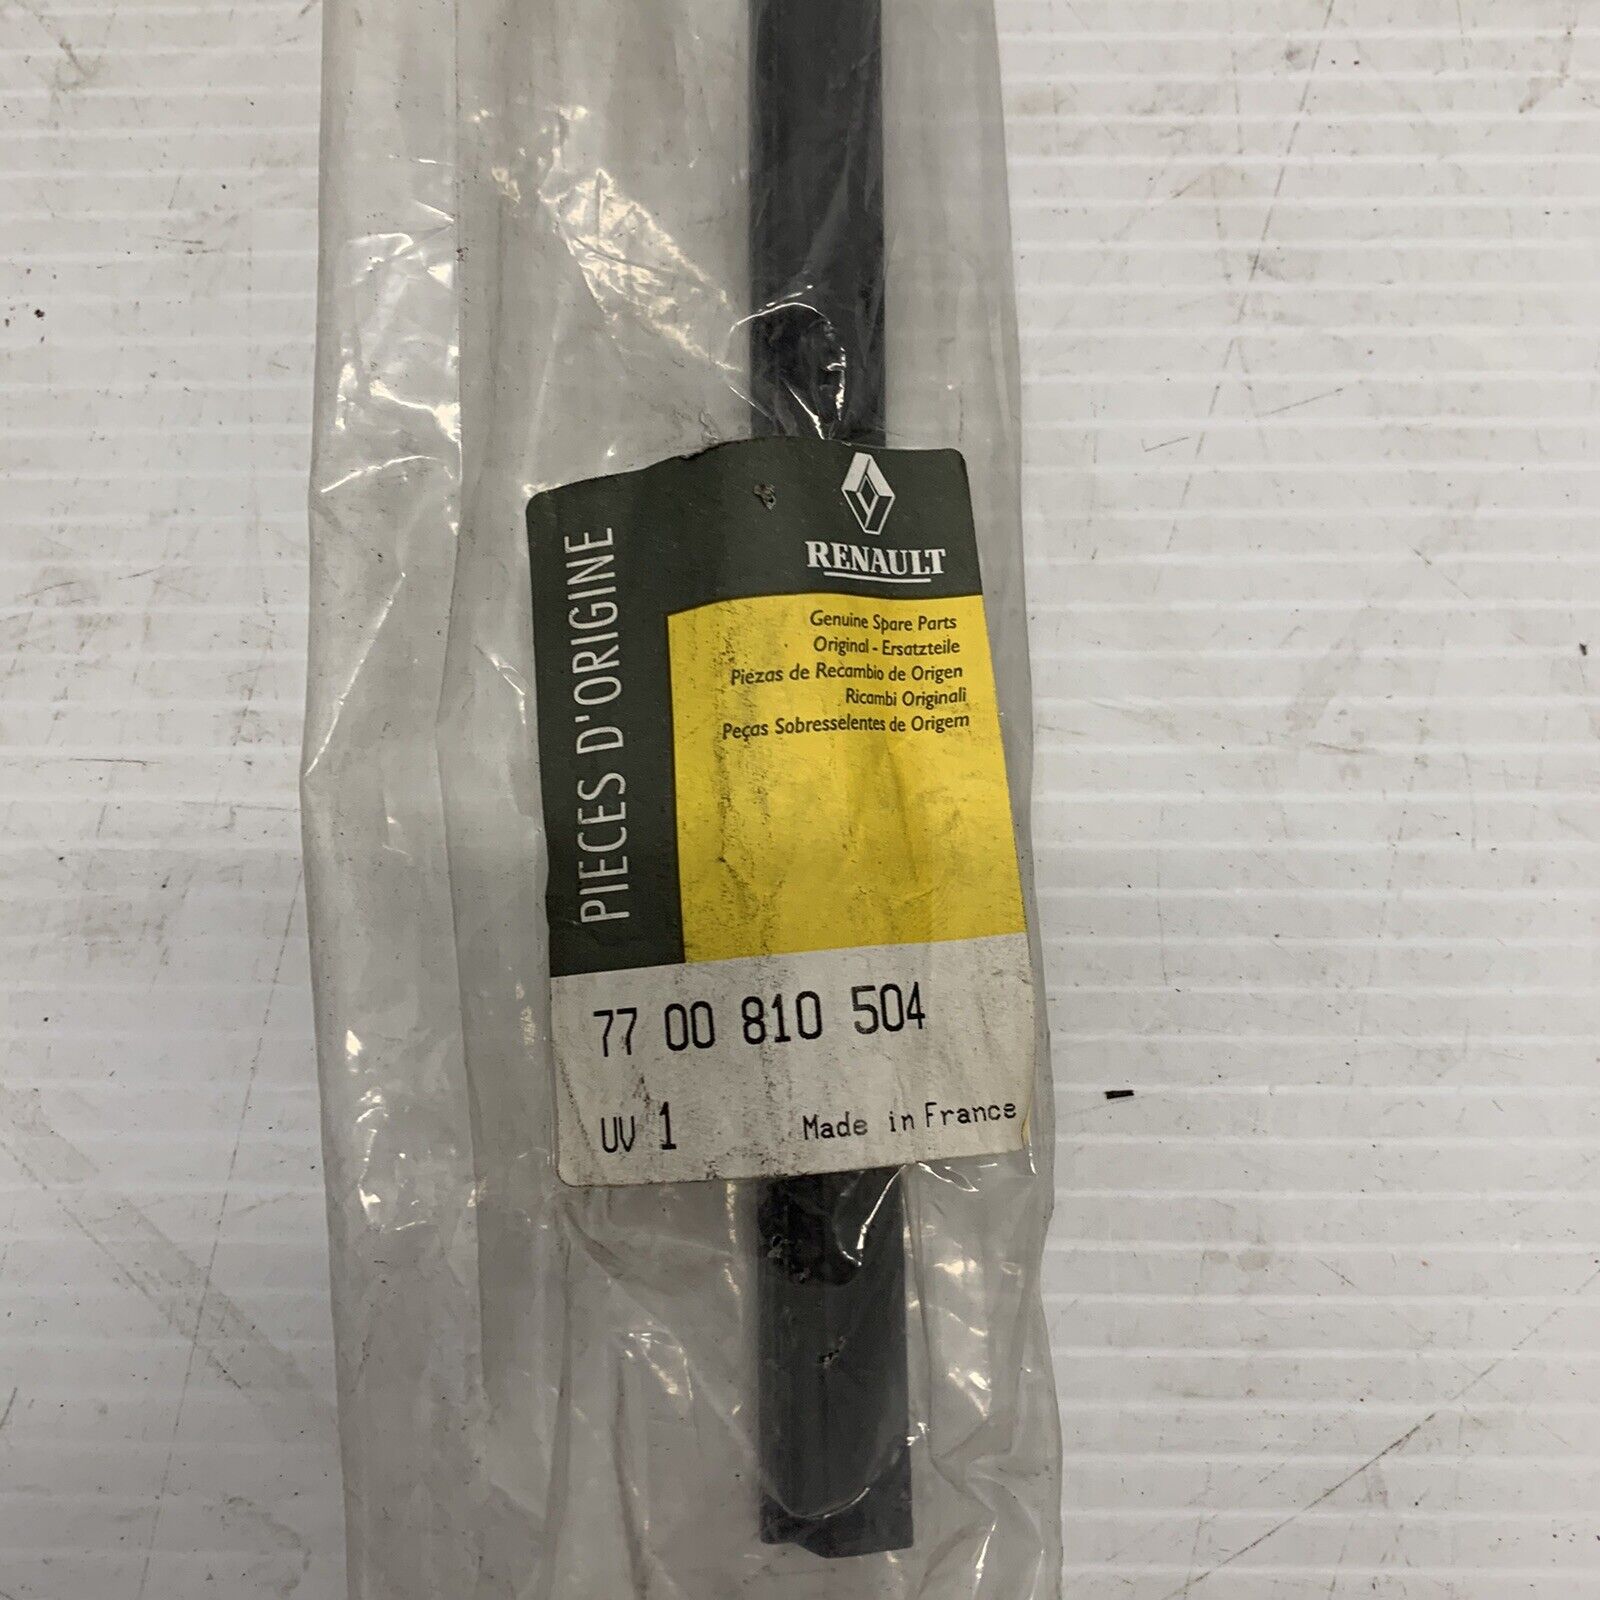 RENAULT
PIECES D'ORIGINE
Genuine Spare Parts
Original - Ersatzteile
Piezas de Recambio de Origen
Ricambi Originali
Peças Sobresselentes de Origem
77 00 810 504
UV 1 Made in France